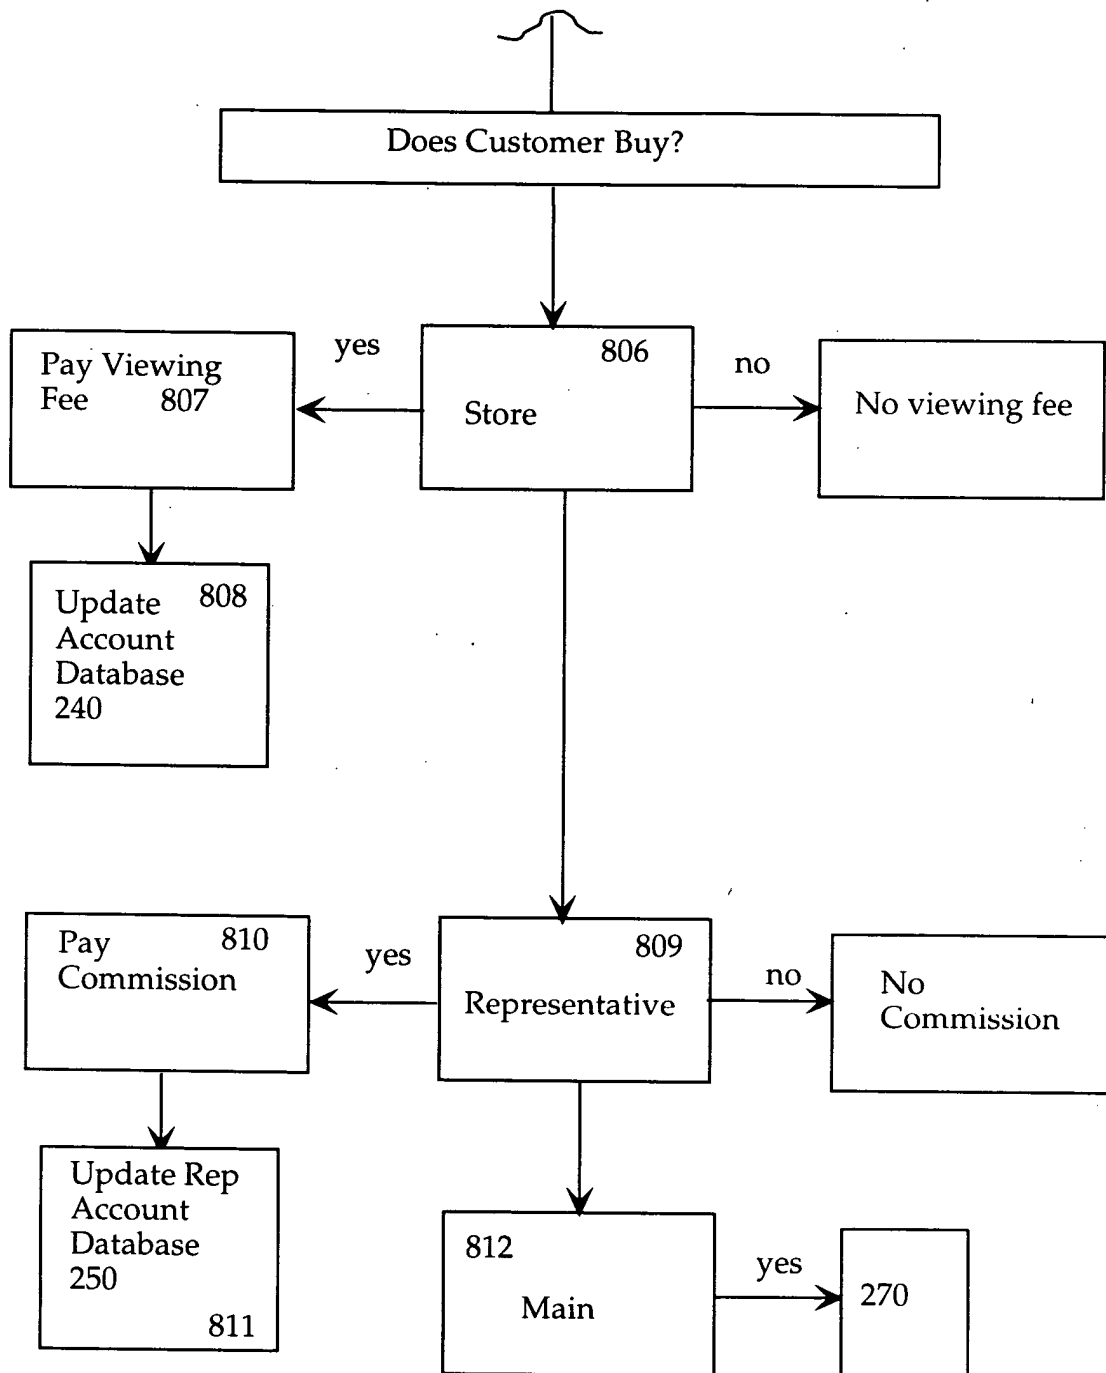 Does Customer Buy?
Pay Viewing
Fee 807
yes
806
Store
no
No viewing fee
Update 808
Account
Database
240
Pay 810
Commission
yes
809
Representative
no
No
Commission
Update Rep
Account
Database
250
811
812
Main
yes
270